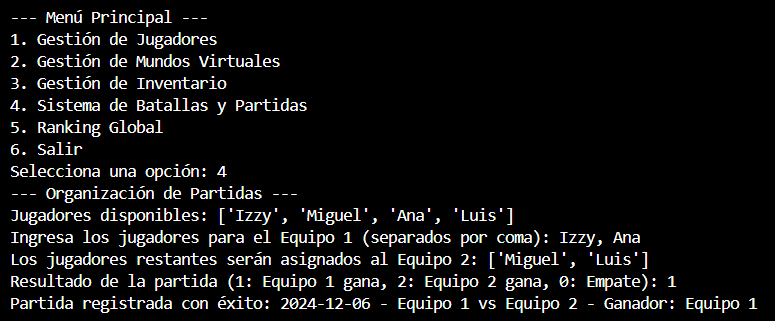 --- Menú Principal ---
1. Gestión de Jugadores
2. Gestión de Mundos Virtuales
3. Gestión de Inventario
4. Sistema de Batallas y Partidas
5. Ranking Global
6. Salir
Selecciona una opción: 4
--- Organización de Partidas ---
Jugadores disponibles: ['Izzy', 'Miguel', 'Ana', 'Luis']
Ingresa los jugadores para el Equipo 1 (separados por coma): Izzy, Ana
Los jugadores restantes serán asignados al Equipo 2: ['Miguel', 'Luis']
Resultado de la partida (1: Equipo 1 gana, 2: Equipo 2 gana, 0: Empate): 1
Partida registrada con éxito: 2024-12-06 - Equipo 1 vs Equipo 2 - Ganador: Equipo 1